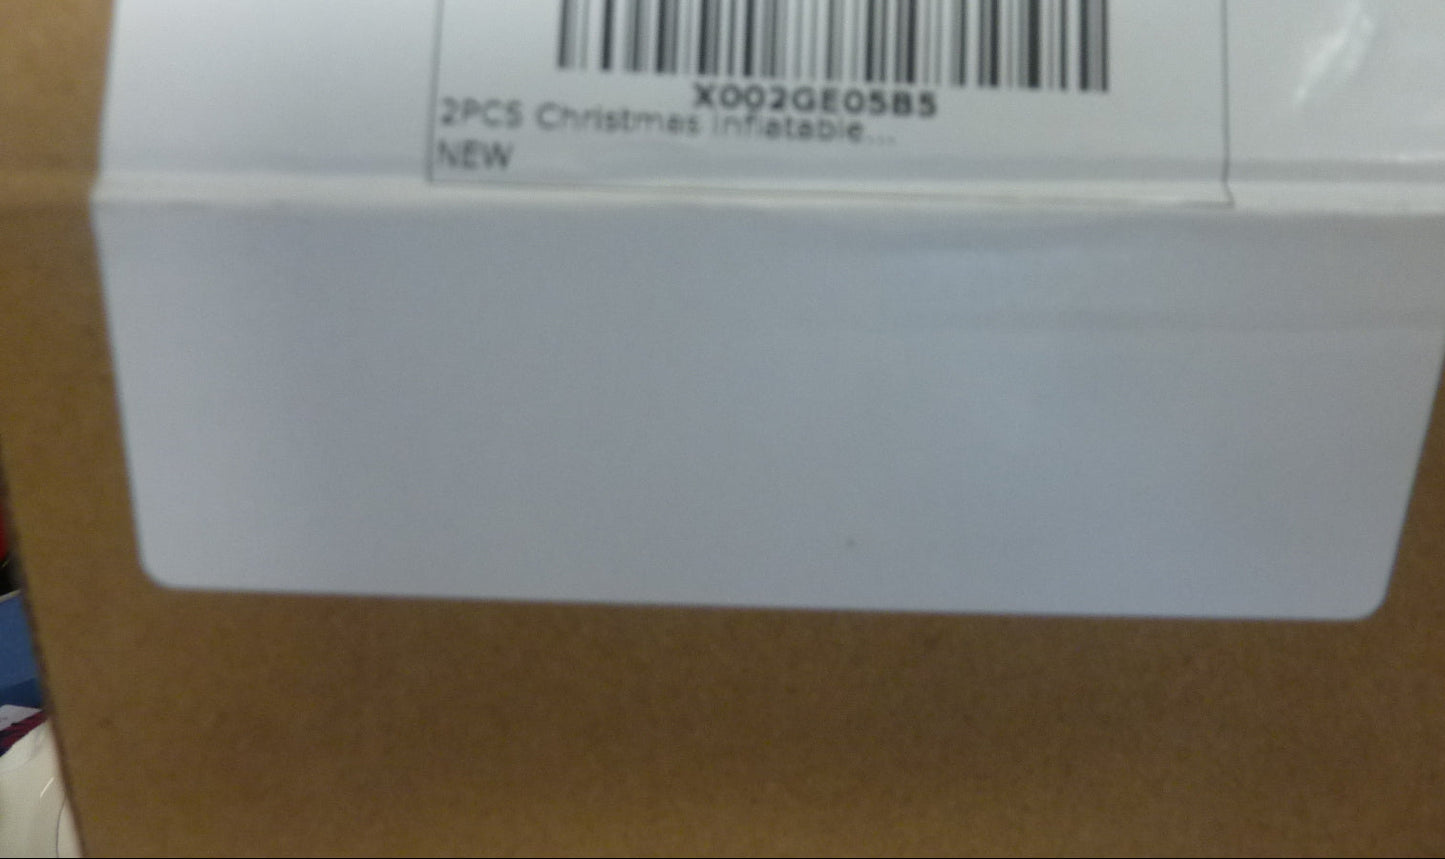 X002GE05B5
2PCS Christmas Inflatable...
NEW